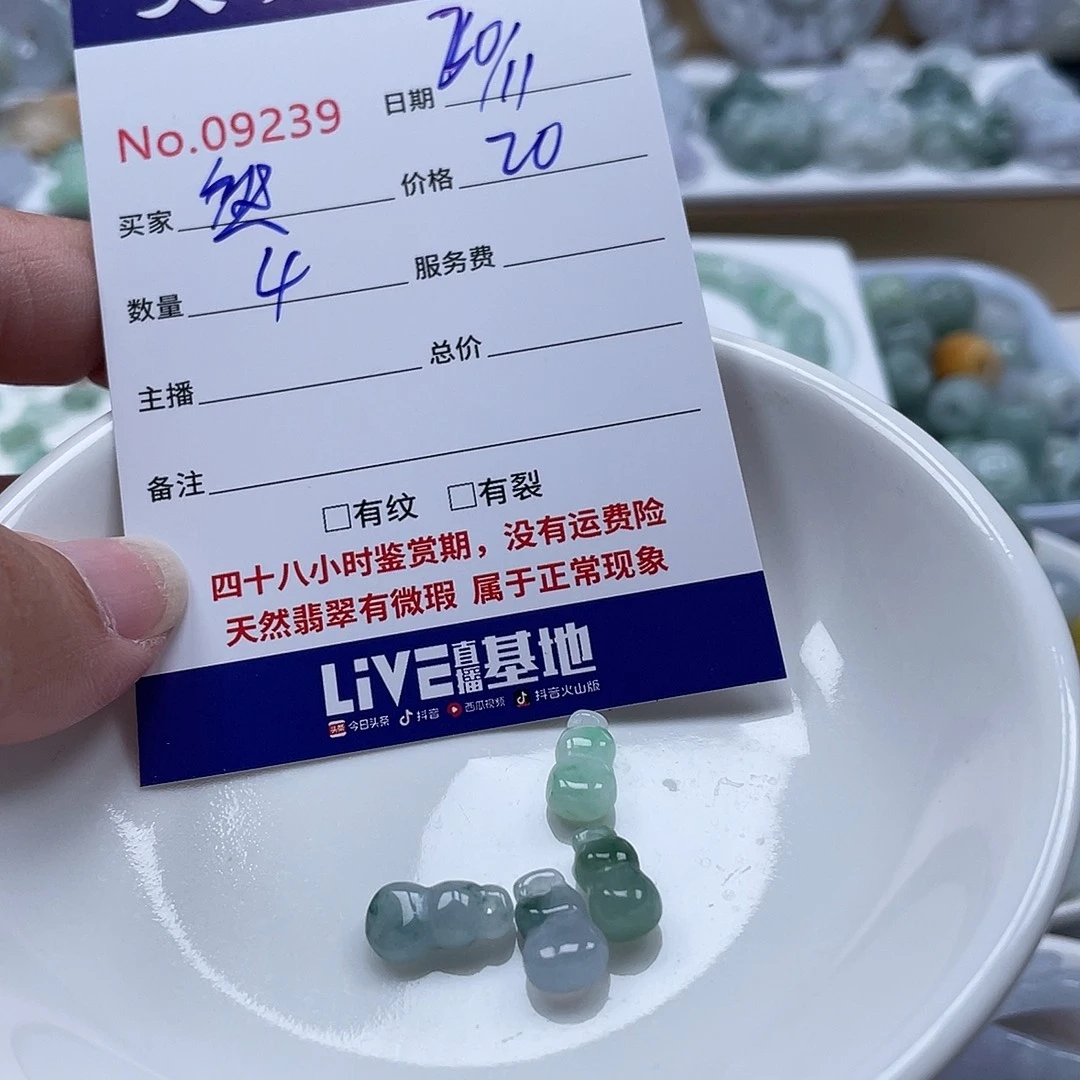 No.09239 日期 20/11
买家 价格 20
数量 4 服务费
主播 总价
备注
□有纹 □有裂
四十八小时鉴赏期，没有运费险
天然翡翠有微瑕 属于正常现象
LiVE直播基地
头条 今日头条 抖音 西瓜视频 抖音火山版